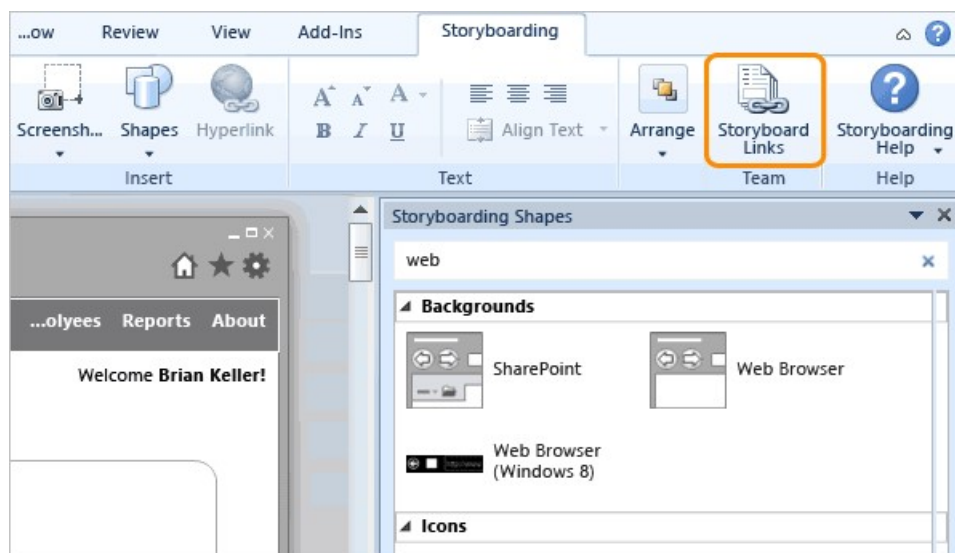 ...ow Review View Add-Ins Storyboarding
Screensh... Shapes Hyperlink
A A A
B I U
Align Text
Arrange
Storyboard
Links
Storyboarding
Help
Insert Text Team Help
Storyboarding Shapes
web
Backgrounds
SharePoint Web Browser
Web Browser
(Windows 8)
Icons
...olyees Reports About
Welcome Brian Keller!